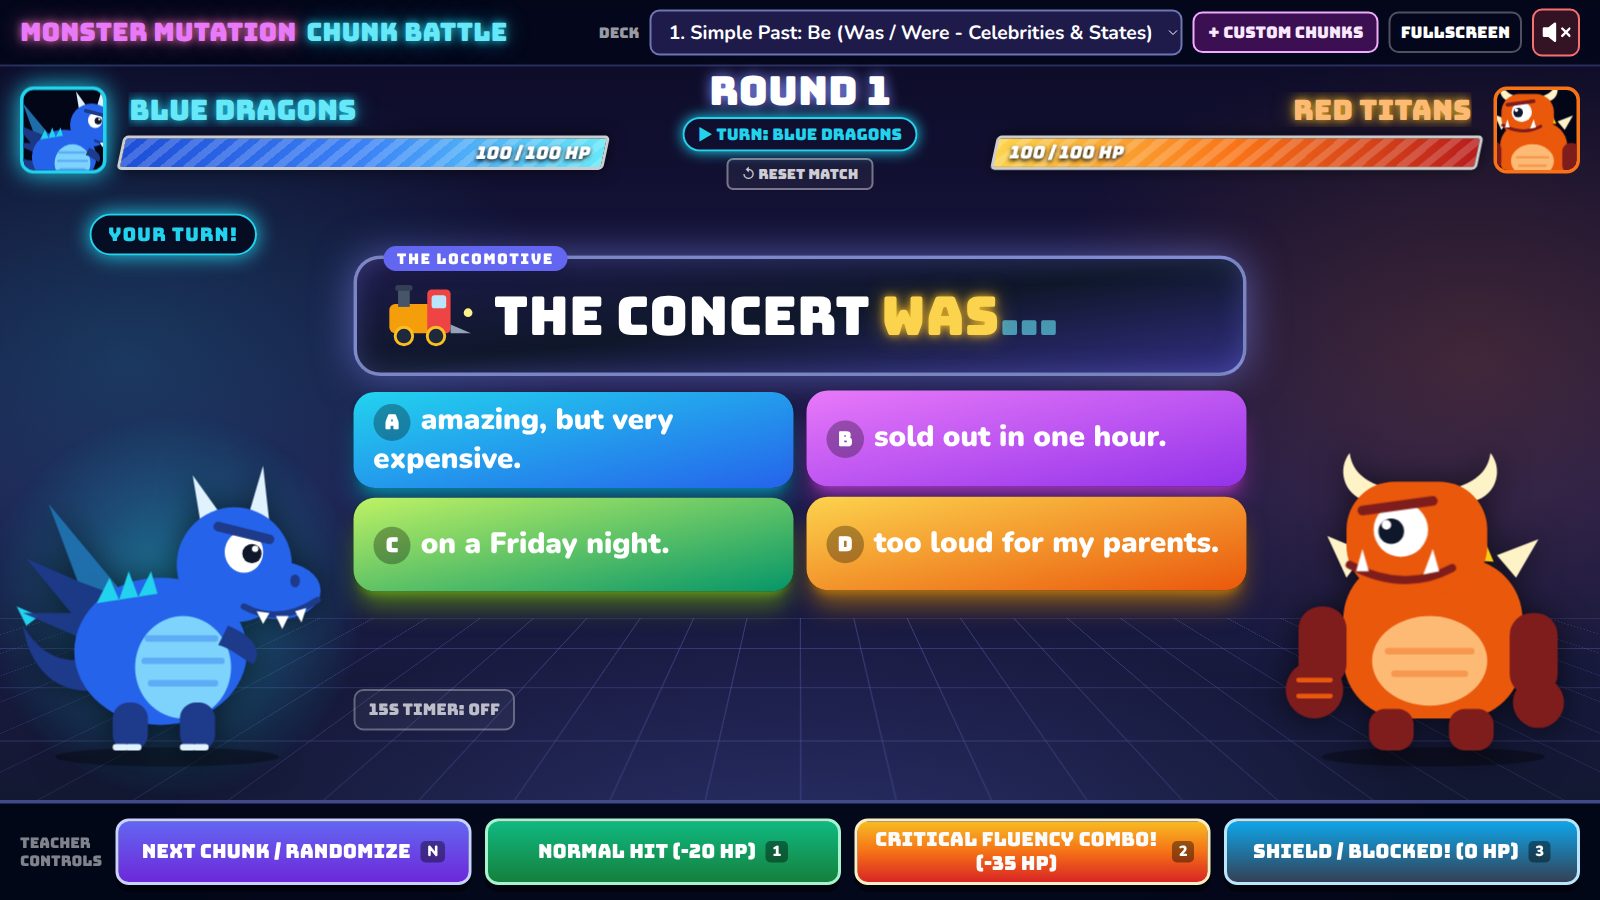 MONSTER MUTATION CHUNK BATTLE
DECK
1. Simple Past: Be (Was / Were - Celebrities & States)
+ CUSTOM CHUNKS
FULLSCREEN
BLUE DRAGONS
100 / 100 HP
ROUND 1
▶ TURN: BLUE DRAGONS
↺ RESET MATCH
RED TITANS
100 / 100 HP
YOUR TURN!
THE LOCOMOTIVE
THE CONCERT WAS...
A amazing, but very
expensive.
B sold out in one hour.
C on a Friday night.
D too loud for my parents.
15S TIMER: OFF
TEACHER
CONTROLS
NEXT CHUNK / RANDOMIZE N
NORMAL HIT (-20 HP) 1
CRITICAL FLUENCY COMBO!
(-35 HP) 2
SHIELD / BLOCKED! (0 HP) 3